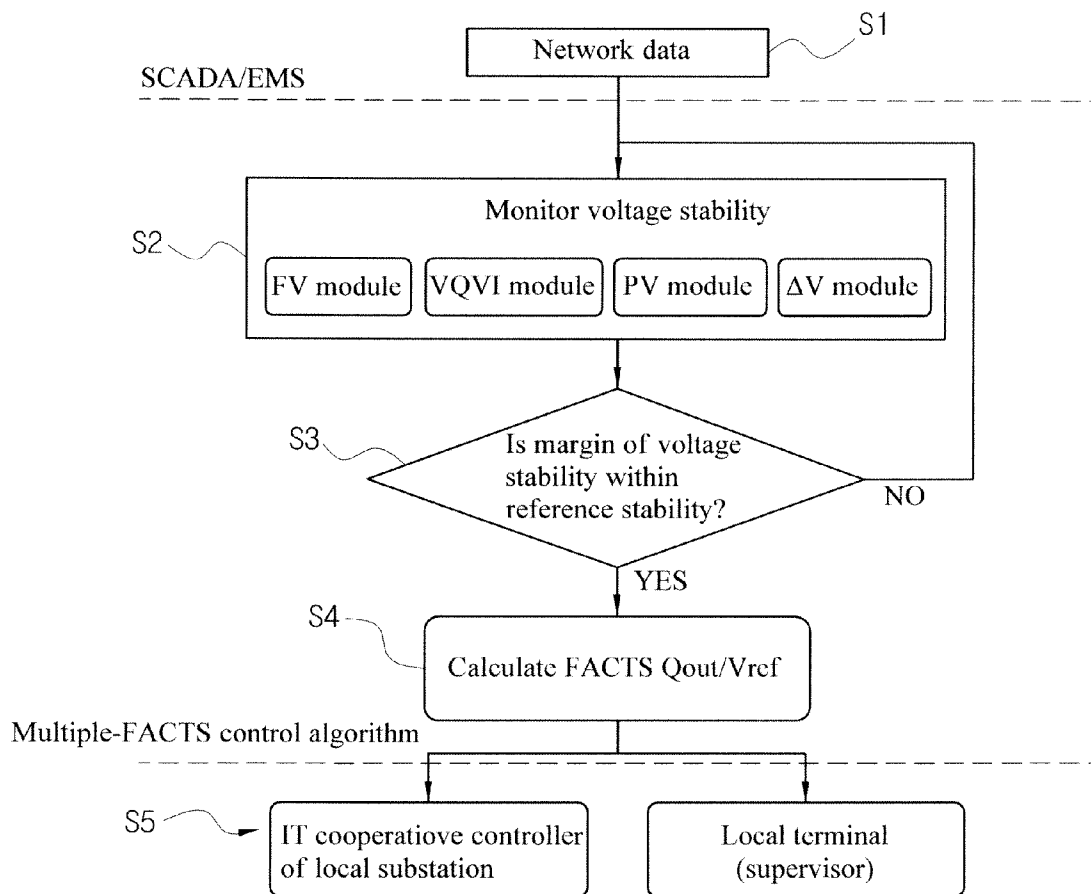 S1
Network data
SCADA/EMS
Monitor voltage stability
S2
FV module
VQVI module
PV module
ΔV module
S3
Is margin of voltage
stability within
reference stability?
NO
YES
S4
Calculate FACTS Qout/Vref
Multiple-FACTS control algorithm
S5
IT cooperatiove controller
of local substation
Local terminal
(supervisor)